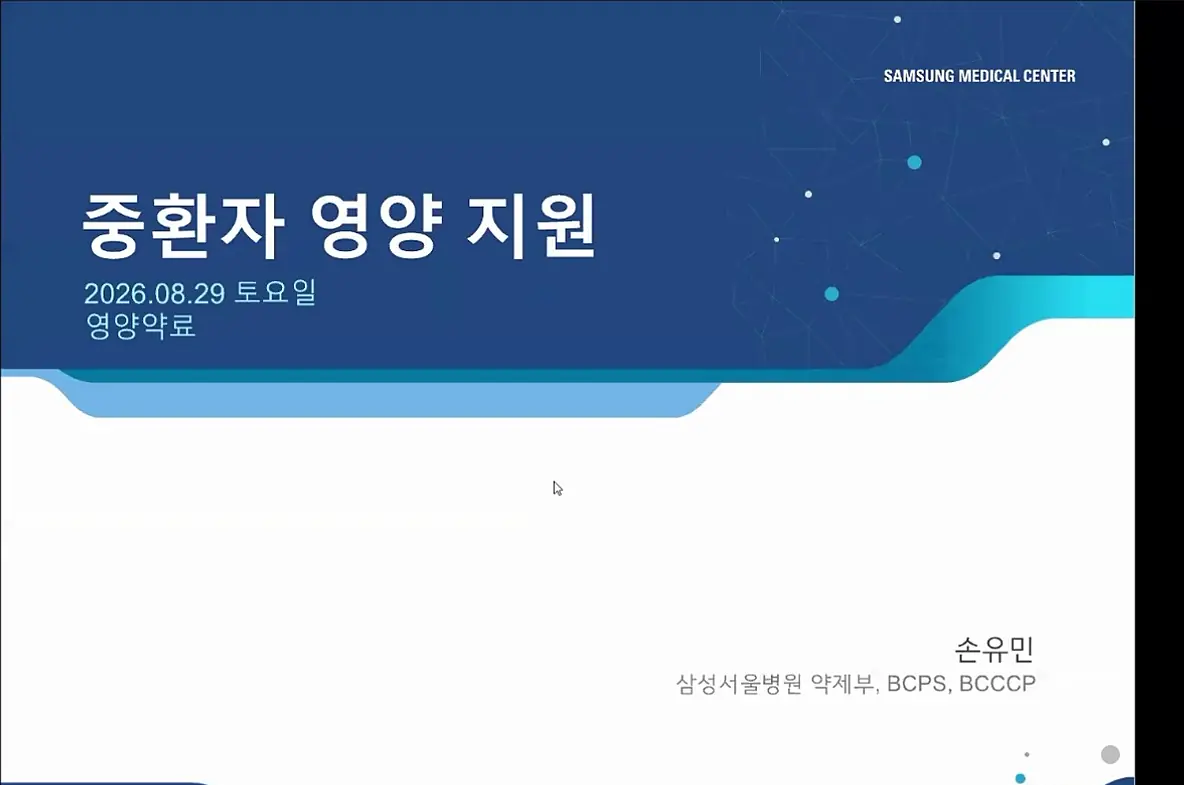 SAMSUNG MEDICAL CENTER
중환자 영양 지원
2026.08.29 토요일
영양약료
손유민
삼성서울병원 약제부, BCPS, BCCCP